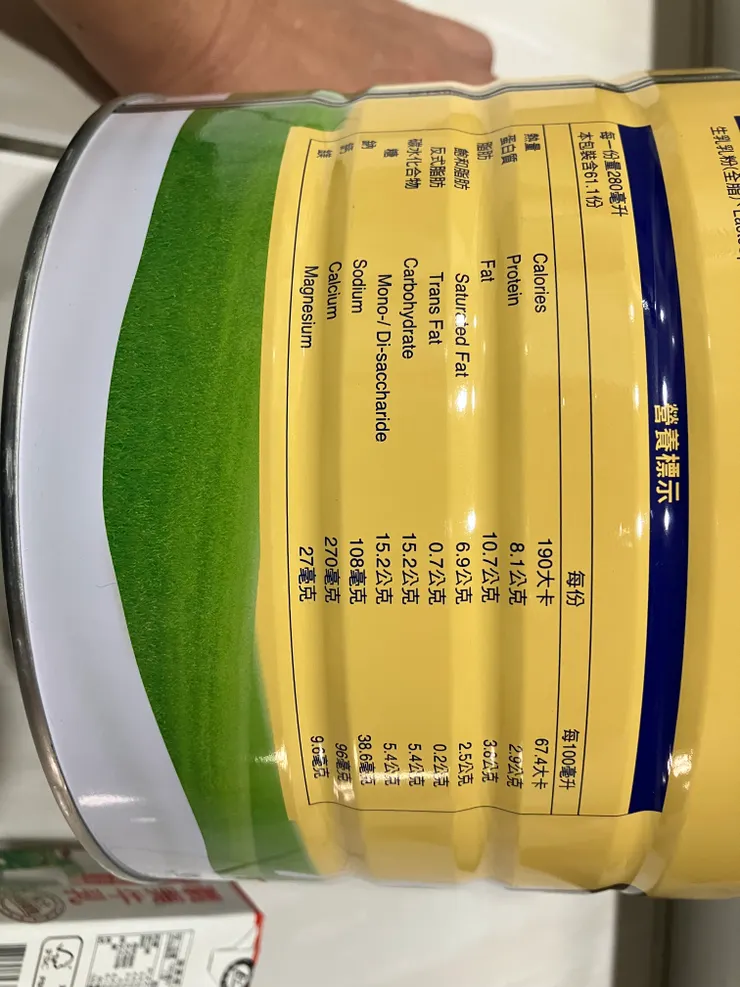 生乳乳粉(全脂)
營養標示
每一份量280毫升
本包裝含61.1份
每份 每100毫升
熱量 Calories 190大卡 67.4大卡
蛋白質 Protein 8.1公克 2.9公克
脂肪 Fat 10.7公克 3.8公克
飽和脂肪 Saturated Fat 6.9公克 2.5公克
反式脂肪 Trans Fat 0.7公克 0.2公克
碳水化合物 Carbohydrate 15.2公克 5.4公克
糖 Mono-/ Di-saccharide 15.2公克 5.4公克
鈉 Sodium 108毫克 38.6毫克
鈣 Calcium 270毫克 96毫克
鎂 Magnesium 27毫克 9.6毫克